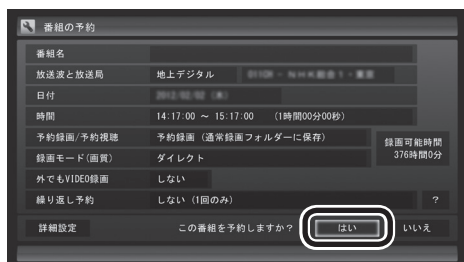 番組の予約
番組名
放送波と放送局 地上デジタル
日付
時間 14:17:00 ~ 15:17:00 (1時間00分00秒)
予約録画/予約視聴 予約録画 (通常録画フォルダーに保存)
録画可能時間
376時間0分
録画モード(画質) ダイレクト
外でもVIDEO録画 しない
繰り返し予約 しない (1回のみ) ?
詳細設定 この番組を予約しますか? はい いいえ